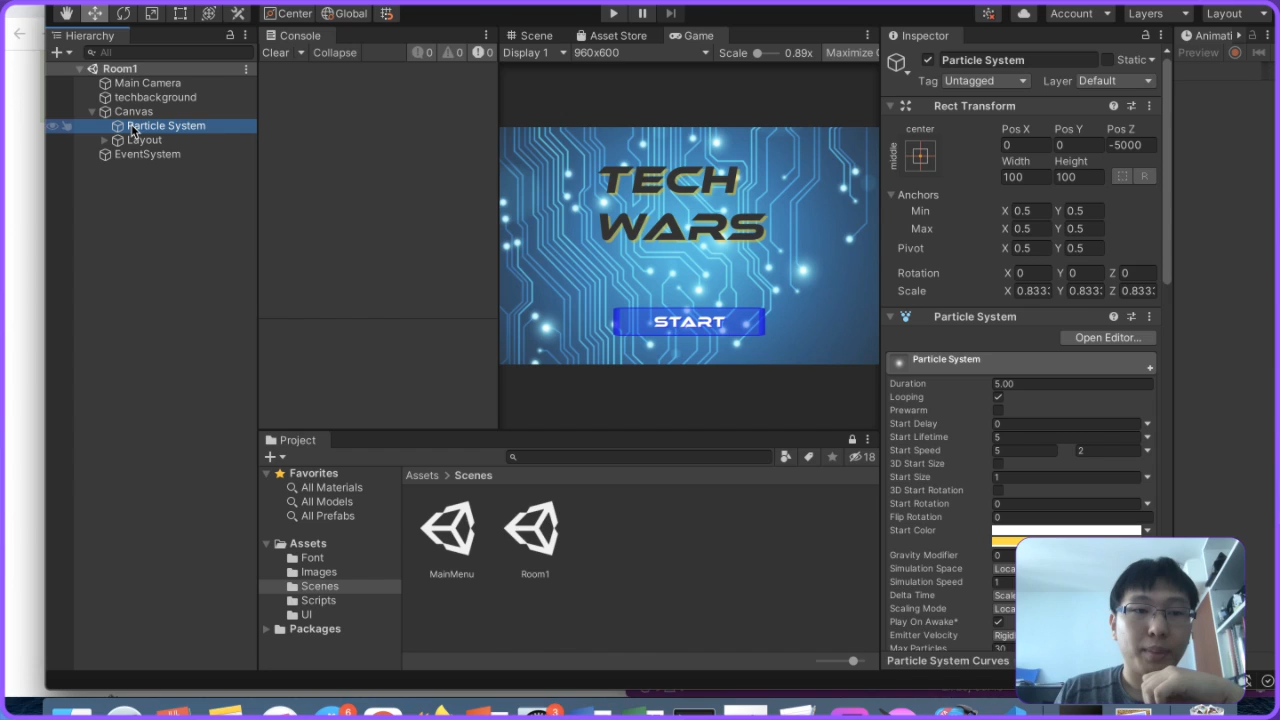 Center
Global
Account
Layers
Layout
Hierarchy
All
Room1
Main Camera
techbackground
Canvas
Particle System
Layout
EventSystem
Console
Clear
Collapse
0
0
0
Scene
Asset Store
Game
Display 1
960x600
Scale
0.89x
Maximize O
TECH
WARS
START
Project
18
Favorites
All Materials
All Models
All Prefabs
Assets
Font
Images
Scenes
Scripts
UI
Packages
Assets > Scenes
MainMenu
Room1
Inspector
Particle System
Static
Tag
Untagged
Layer
Default
Rect Transform
center
middle
Pos X
Pos Y
Pos Z
0
0
-5000
Width
Height
100
100
R
Anchors
Min
X 0.5
Y 0.5
Max
X 0.5
Y 0.5
Pivot
X 0.5
Y 0.5
Rotation
X 0
Y 0
Z 0
Scale
X 0.833
Y 0.833
Z 0.833
Particle System
Open Editor...
Particle System
Duration 5.00
Looping
Prewarm
Start Delay 0
Start Lifetime 5
Start Speed 5 2
3D Start Size
Start Size 1
3D Start Rotation
Start Rotation 0
Flip Rotation 0
Start Color
Gravity Modifier 0
Simulation Space Loca
Simulation Speed 1
Delta Time Scale
Scaling Mode Loca
Play On Awake*
Emitter Velocity Rigid
Max Particles 30
Particle System Curves
Animati
Preview
6
3